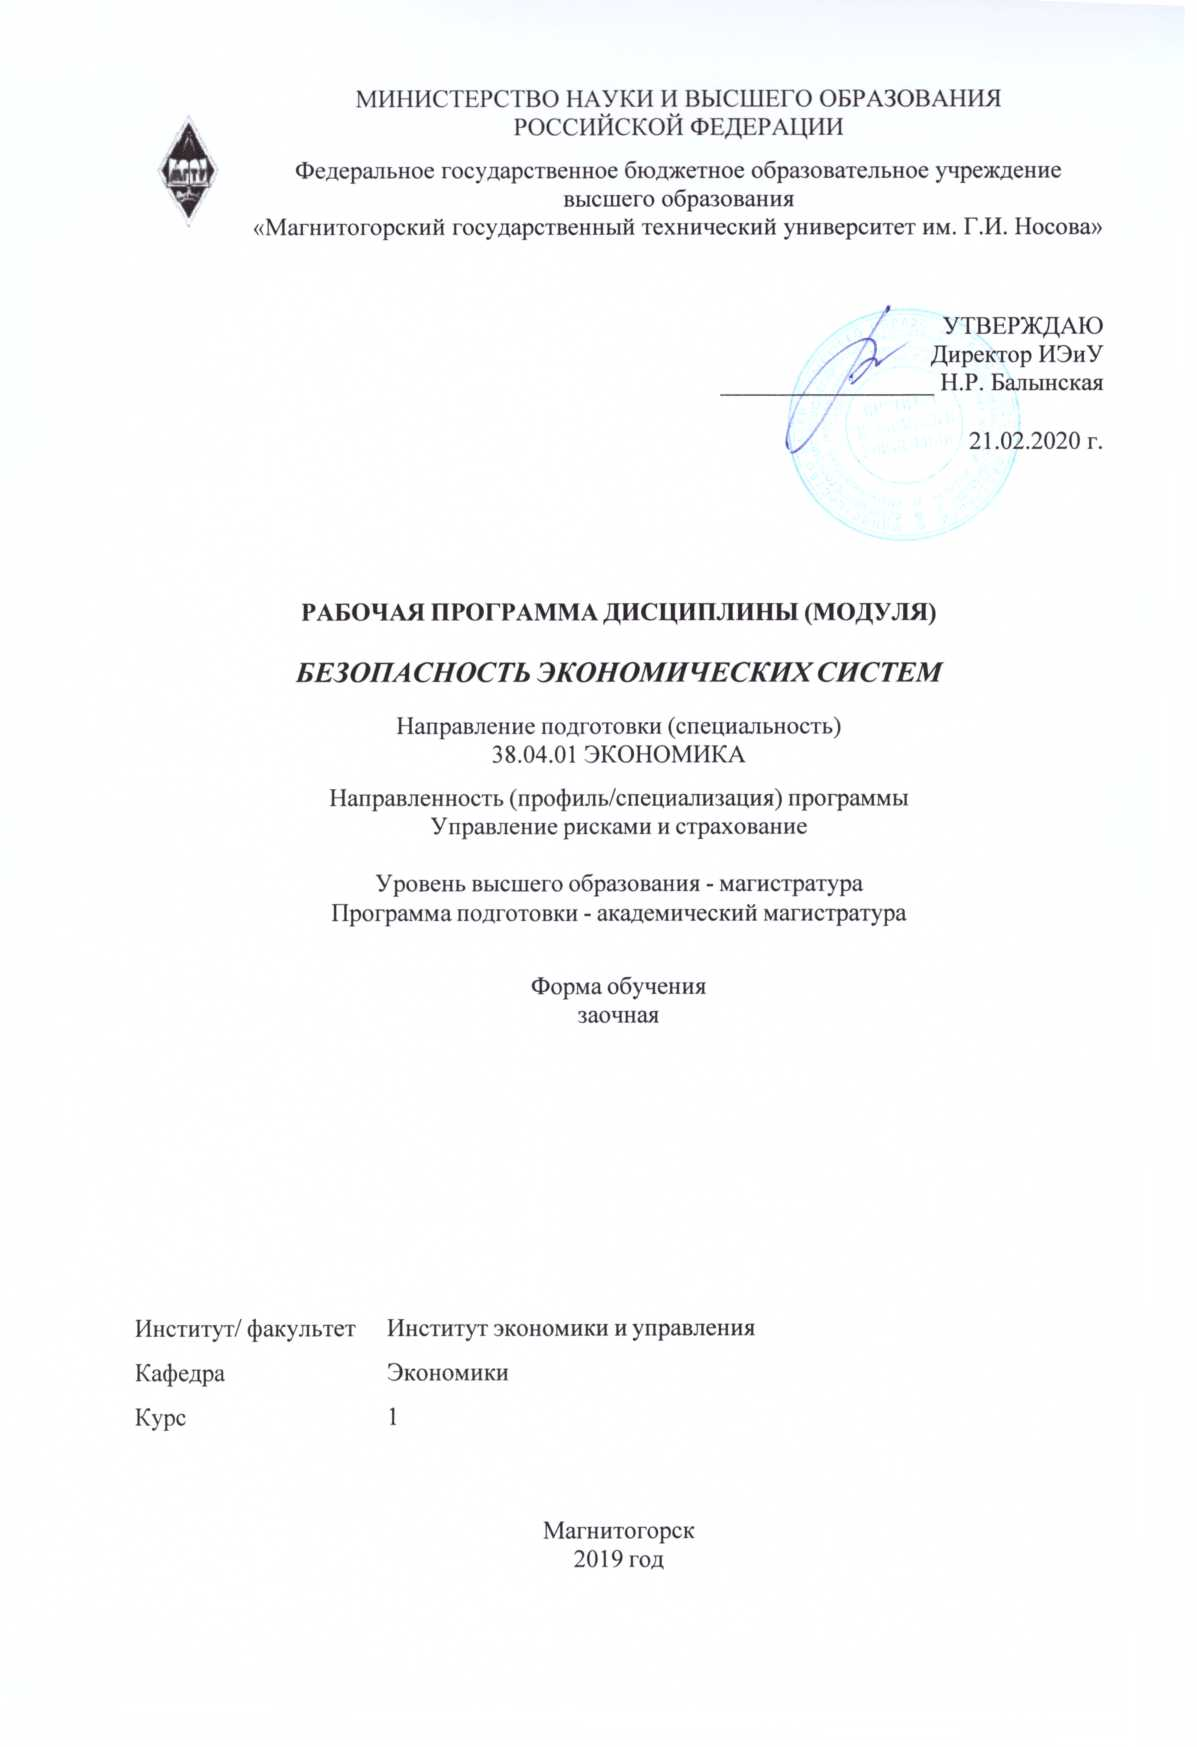 МИНИСТЕРСТВО НАУКИ И ВЫСШЕГО ОБРАЗОВАНИЯ
РОССИЙСКОЙ ФЕДЕРАЦИИ
Федеральное государственное бюджетное образовательное учреждение
высшего образования
«Магнитогорский государственный технический университет им. Г.И. Носова»
УТВЕРЖДАЮ
Директор ИЭиУ
Н.Р. Балынская
21.02.2020 г.
РАБОЧАЯ ПРОГРАММА ДИСЦИПЛИНЫ (МОДУЛЯ)
БЕЗОПАСНОСТЬ ЭКОНОМИЧЕСКИХ СИСТЕМ
Направление подготовки (специальность)
38.04.01 ЭКОНОМИКА
Направленность (профиль/специализация) программы
Управление рисками и страхование
Уровень высшего образования - магистратура
Программа подготовки - академический магистратура
Форма обучения
заочная
Институт/ факультет Институт экономики и управления
Кафедра Экономики
Курс 1
Магнитогорск
2019 год